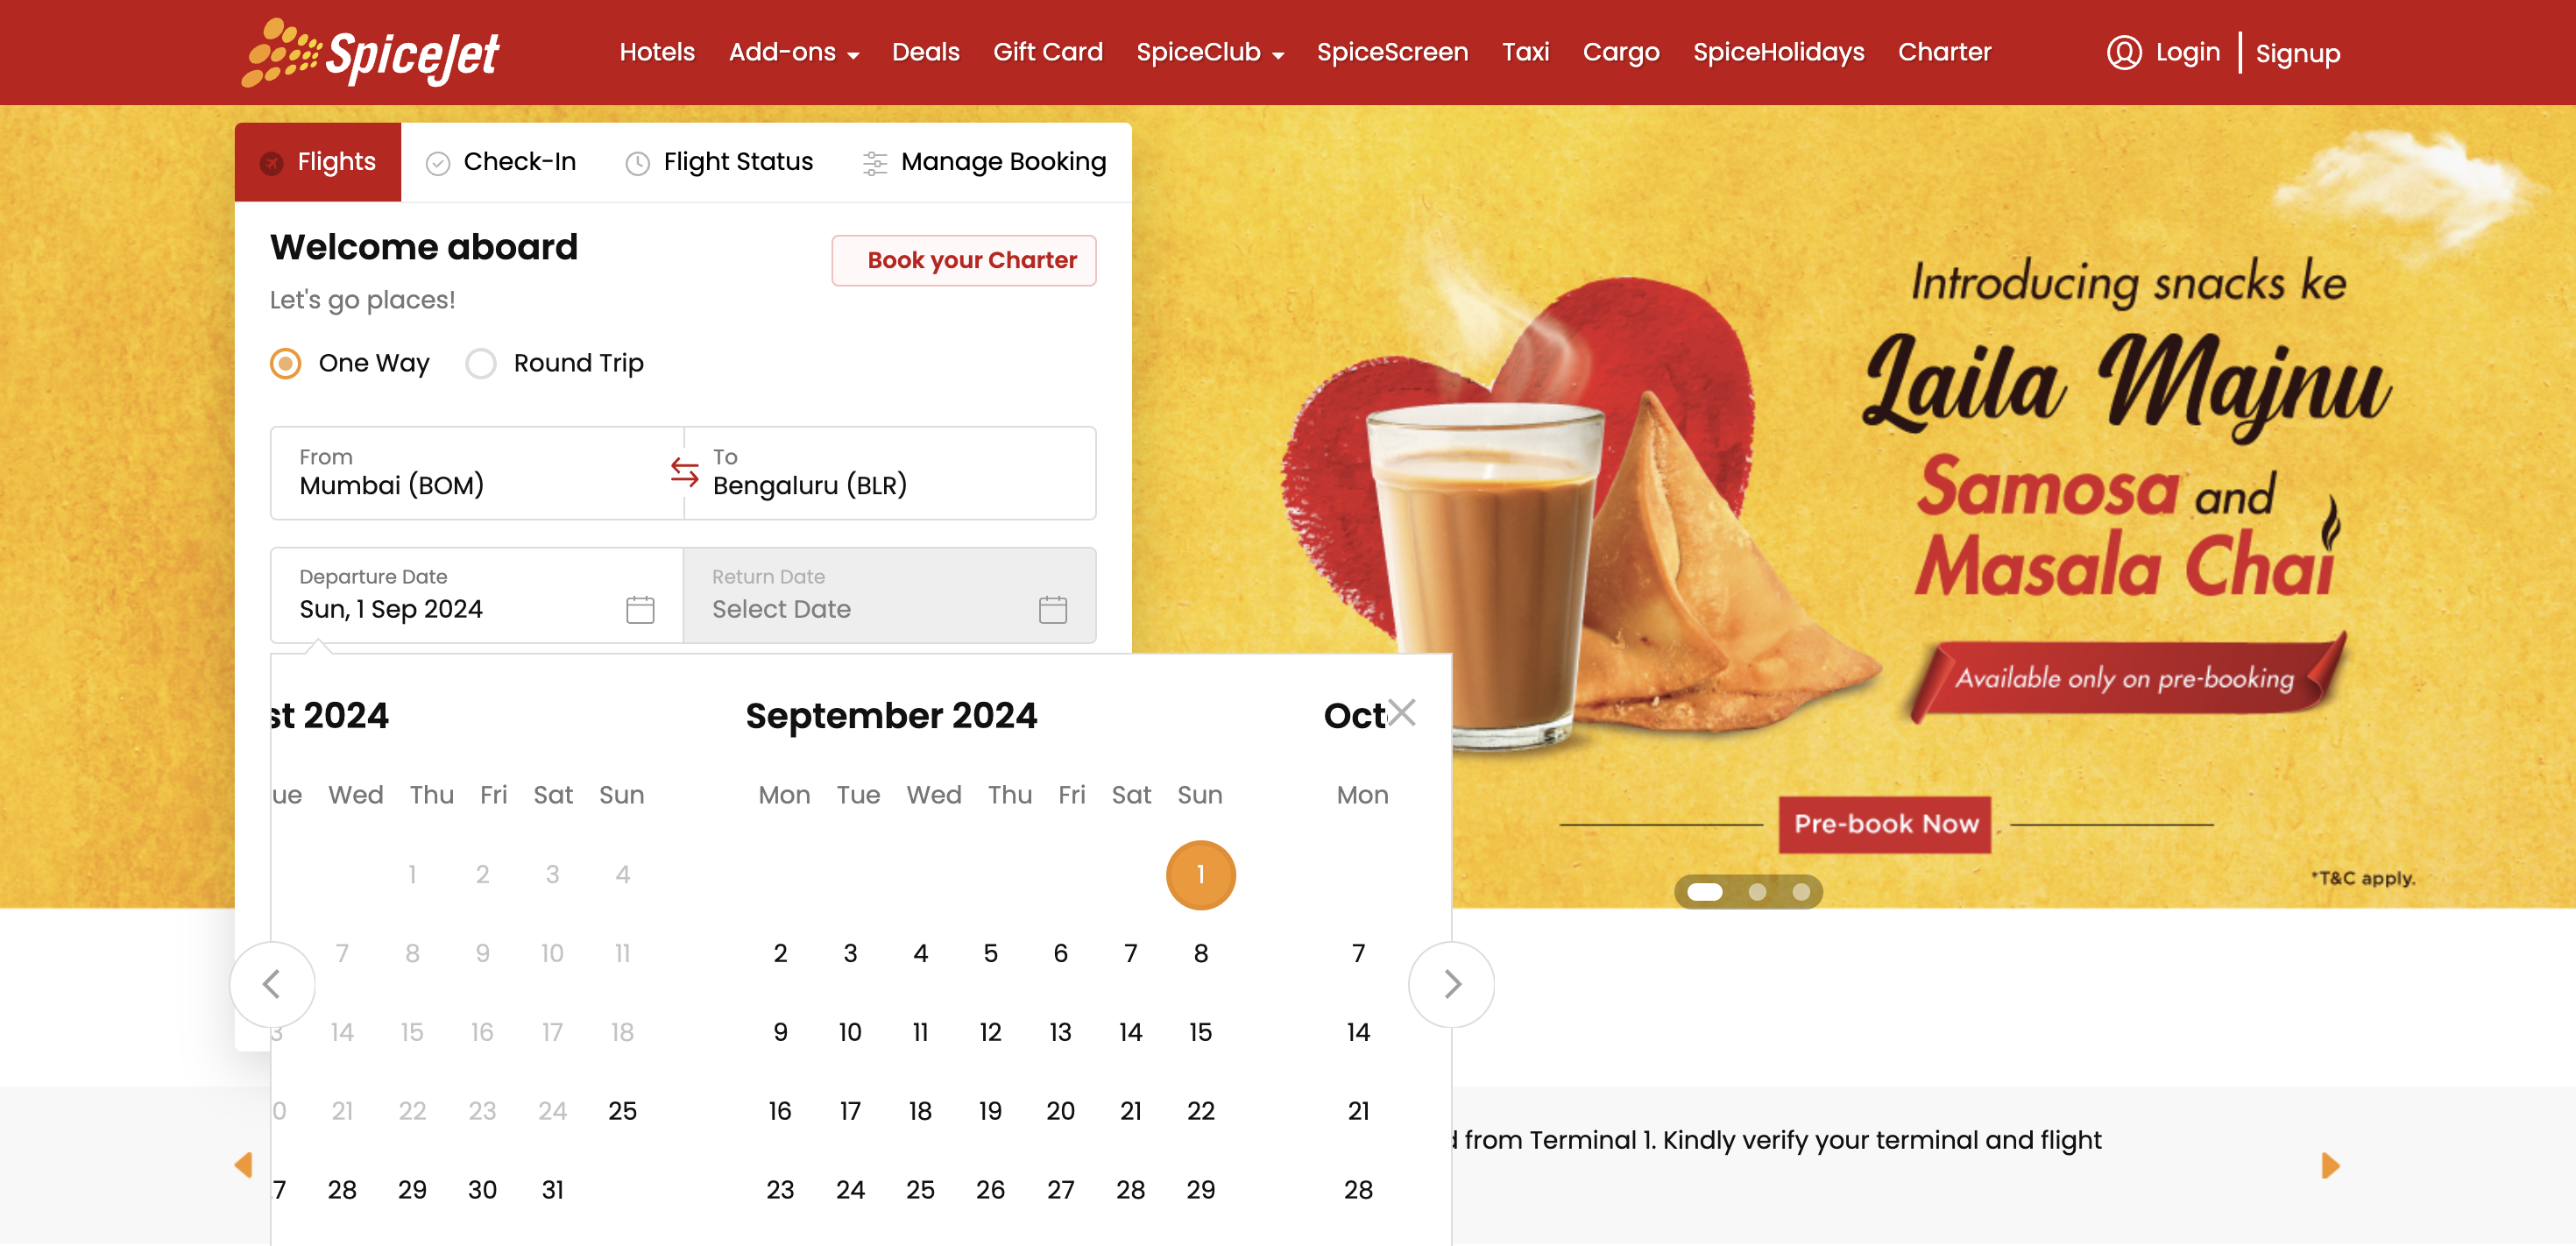 SpiceJet
Hotels Add-ons Deals Gift Card SpiceClub SpiceScreen Taxi Cargo SpiceHolidays Charter Login Signup
Flights Check-In Flight Status Manage Booking
Welcome aboard
Book your Charter
Let's go places!
One Way Round Trip
From
Mumbai (BOM)
To
Bengaluru (BLR)
Departure Date
Sun, 1 Sep 2024
Return Date
Select Date
st 2024
ue Wed Thu Fri Sat Sun
1 2 3 4
7 8 9 10 11
3 14 15 16 17 18
0 21 22 23 24 25
7 28 29 30 31
September 2024
Mon Tue Wed Thu Fri Sat Sun
1
2 3 4 5 6 7 8
9 10 11 12 13 14 15
16 17 18 19 20 21 22
23 24 25 26 27 28 29
Oct
Mon
7
14
21
28
Introducing snacks ke
Laila Majnu
Samosa and
Masala Chai
Available only on pre-booking
Pre-book Now
*T&C apply.
from Terminal 1. Kindly verify your terminal and flight